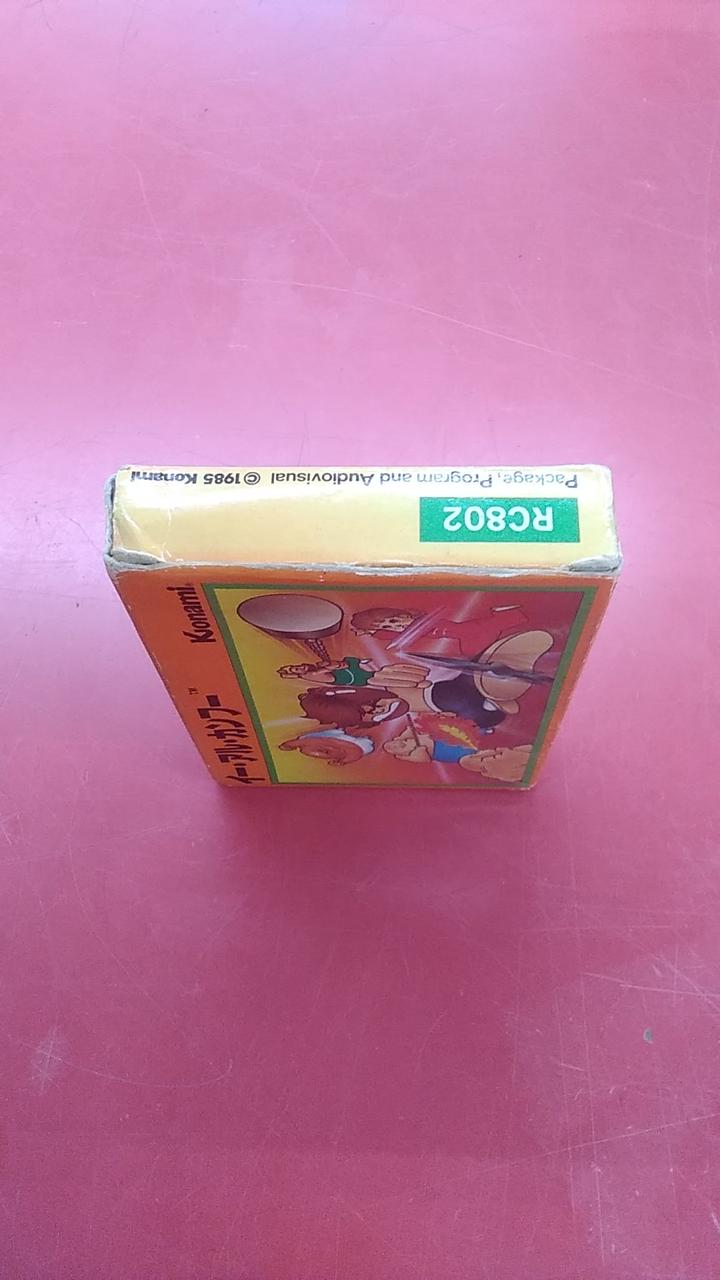 Package, Program and Audiovisual © 1985 Konami
RC802
Konami®
イー・アル・カンフー™